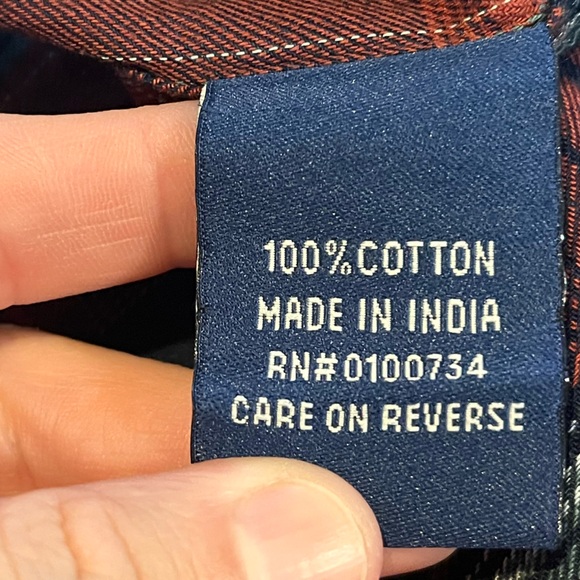 100% COTTON
MADE IN INDIA
RN#0100734
CARE ON REVERSE